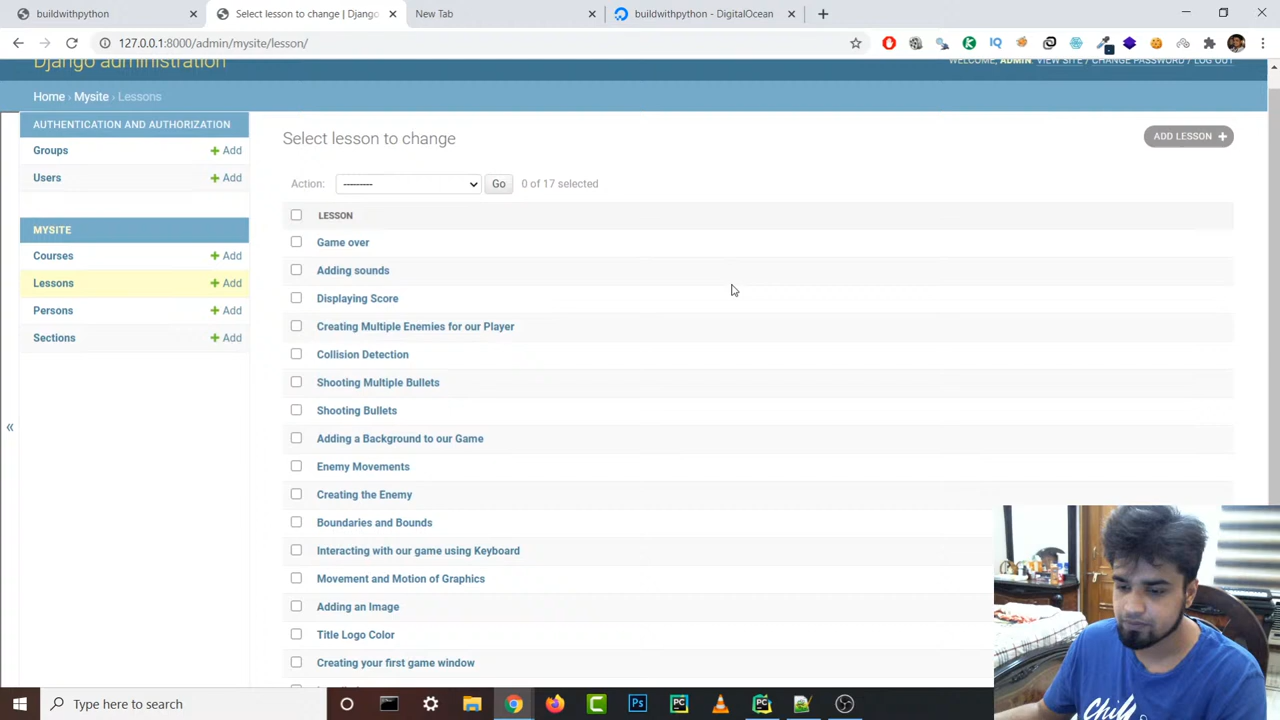 buildwithpython
Select lesson to change | Django
New Tab
buildwithpython - DigitalOcean
127.0.0.1:8000/admin/mysite/lesson/
Django administration
WELCOME, ADMIN. VIEW SITE / CHANGE PASSWORD / LOG OUT
Home › Mysite › Lessons
AUTHENTICATION AND AUTHORIZATION
Groups + Add
Users + Add
MYSITE
Courses + Add
Lessons + Add
Persons + Add
Sections + Add
«
Select lesson to change
ADD LESSON +
Action: --------- Go 0 of 17 selected
LESSON
Game over
Adding sounds
Displaying Score
Creating Multiple Enemies for our Player
Collision Detection
Shooting Multiple Bullets
Shooting Bullets
Adding a Background to our Game
Enemy Movements
Creating the Enemy
Boundaries and Bounds
Interacting with our game using Keyboard
Movement and Motion of Graphics
Adding an Image
Title Logo Color
Creating your first game window
Type here to search